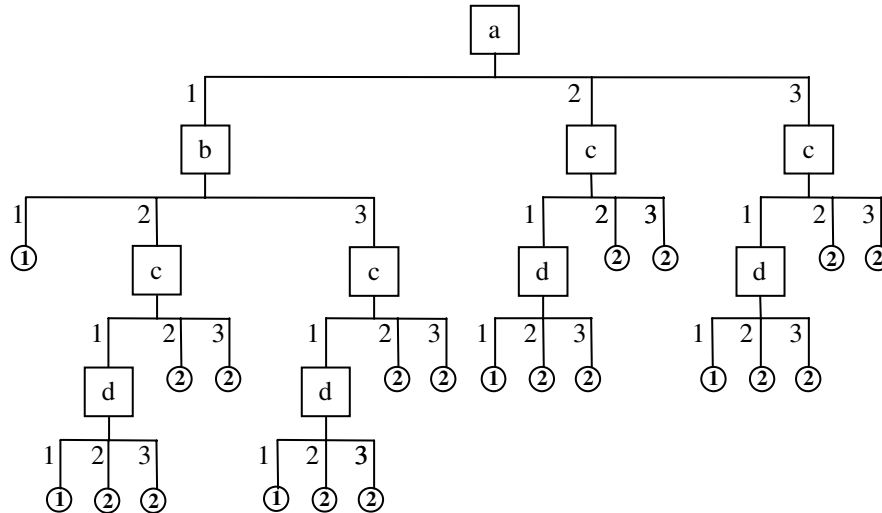 a
1 2 3
b c c
1 2 3 1 2 3 1 2 3
1 c c d 2 2 d 2 2
1 2 3 1 2 3 1 2 3 1 2 3
d 2 2 d 2 2 1 2 2 1 2 2
1 2 3 1 2 3
1 2 2 1 2 2